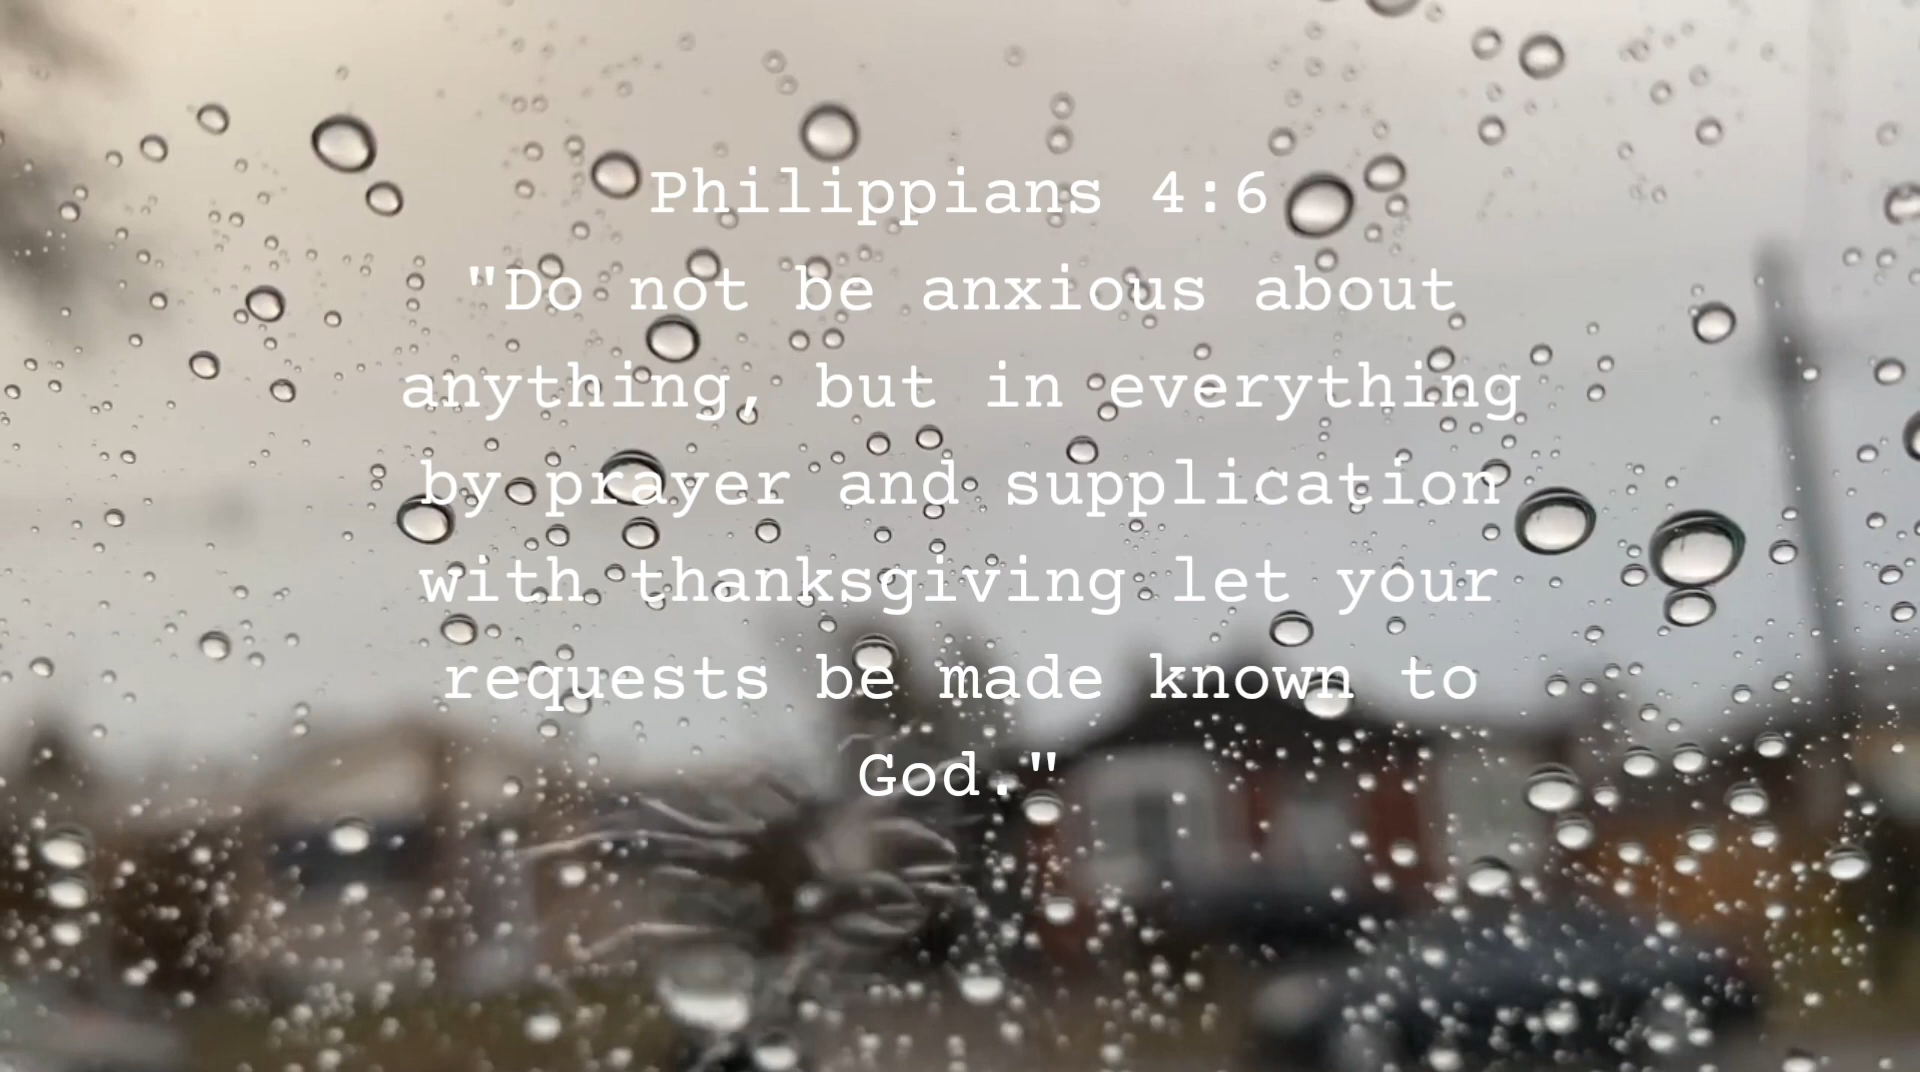 Philippians 4:6
"Do not be anxious about
anything, but in everything
by prayer and supplication
with thanksgiving let your
requests be made known to
God."